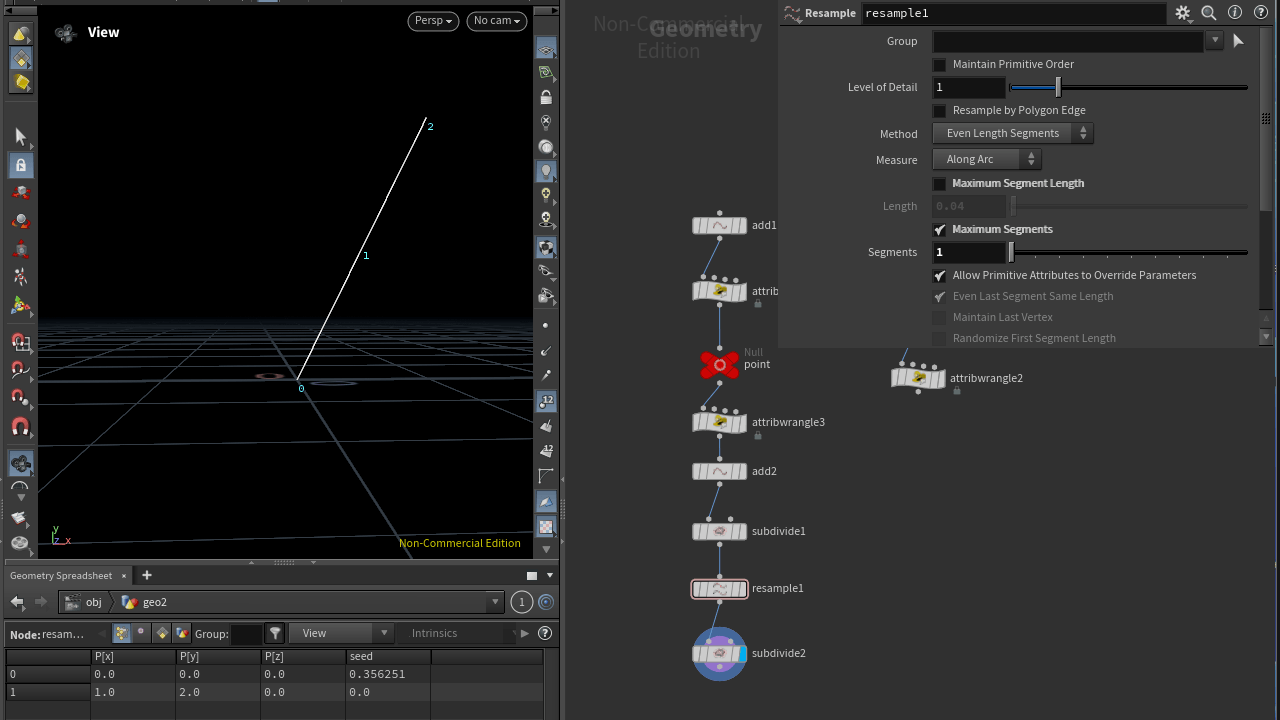 View
Persp
No cam
2
1
0
y
z x
Non-Commercial Edition
Geometry Spreadsheet × +
obj geo2 1
Node: resam... Group: View Intrinsics
P[x] P[y] P[z] seed
0 0.0 0.0 0.0 0.356251
1 1.0 2.0 0.0 0.0
12
12
Non-Commercial
Edition
Geometry
add1
attrib
Null
point
attribwrangle3
add2
subdivide1
resample1
subdivide2
attribwrangle2
Resample resample1
Group
Maintain Primitive Order
Level of Detail 1
Resample by Polygon Edge
Method Even Length Segments
Measure Along Arc
Maximum Segment Length
Length 0.04
Maximum Segments
Segments 1
Allow Primitive Attributes to Override Parameters
Even Last Segment Same Length
Maintain Last Vertex
Randomize First Segment Length